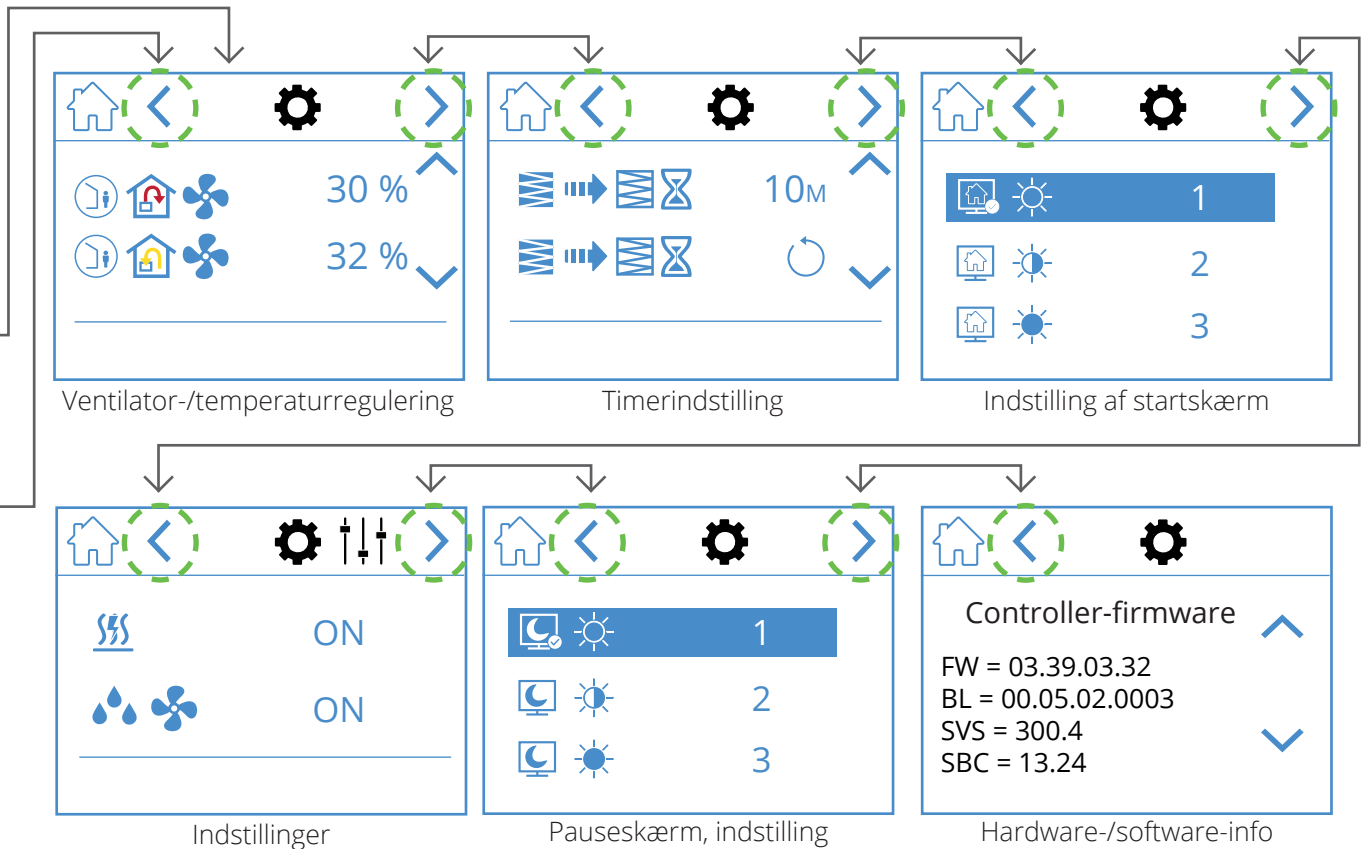 30 %
32 %
Ventilator-/temperaturregulering
10M
Timerindstilling
1
2
3
Indstilling af startskærm
ON
ON
Indstillinger
1
2
3
Pauseskærm, indstilling
Controller-firmware
FW = 03.39.03.32
BL = 00.05.02.0003
SVS = 300.4
SBC = 13.24
Hardware-/software-info